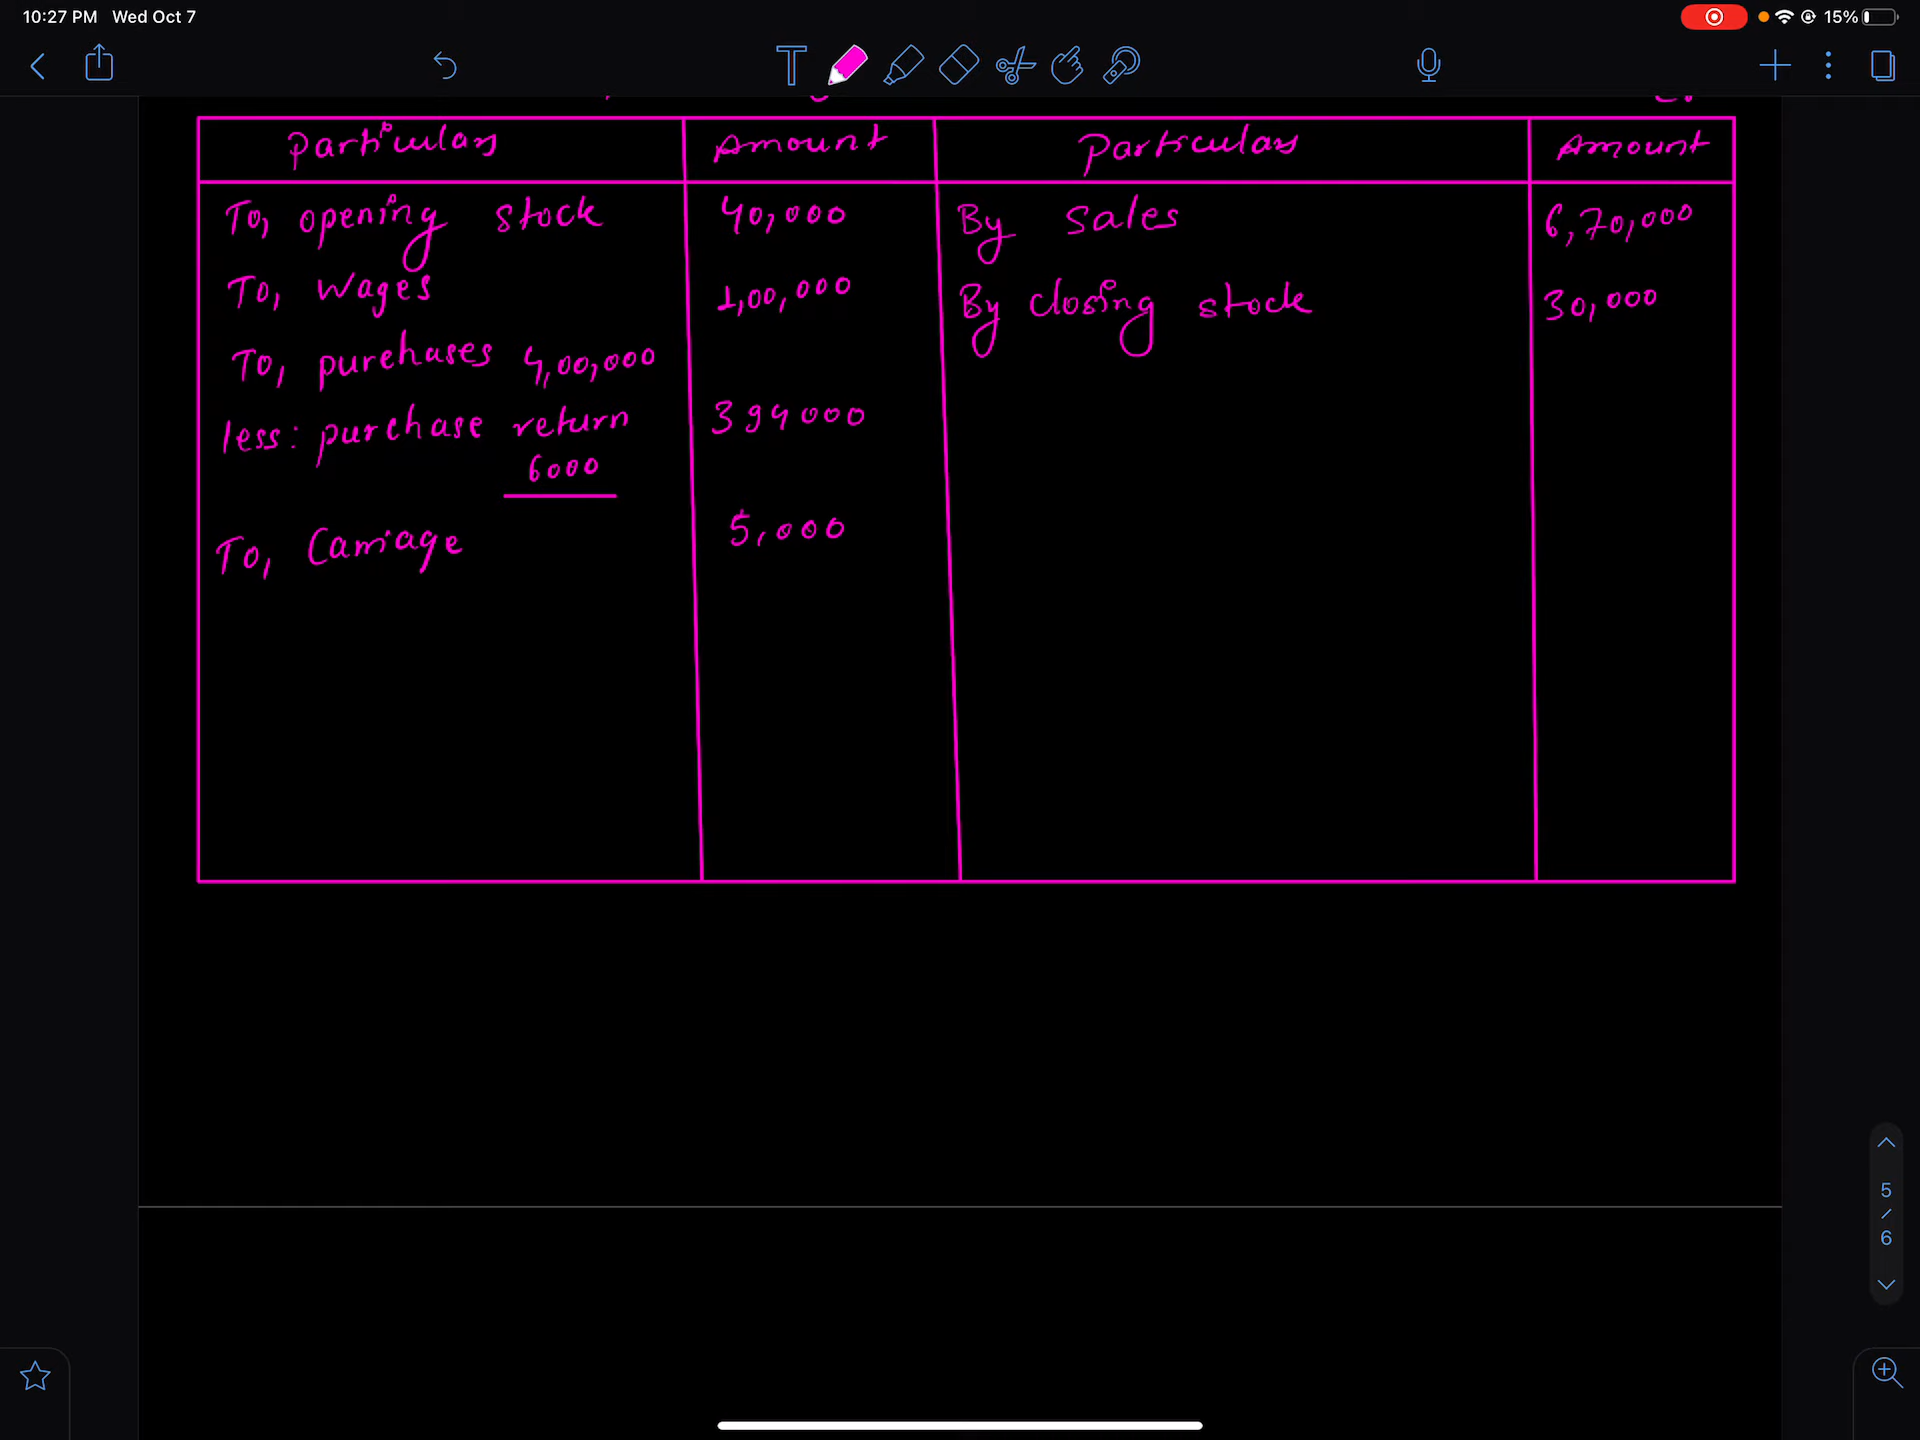 10:27 PM Wed Oct 7
15%
Particulars Amount Particulars Amount
To, opening stock 40,000 By Sales 6,70,000
To, Wages 1,00,000 By closing stock 30,000
To, purchases 4,00,000
less: purchase return 394000
6000
To, Carriage 5,000
5
/
6